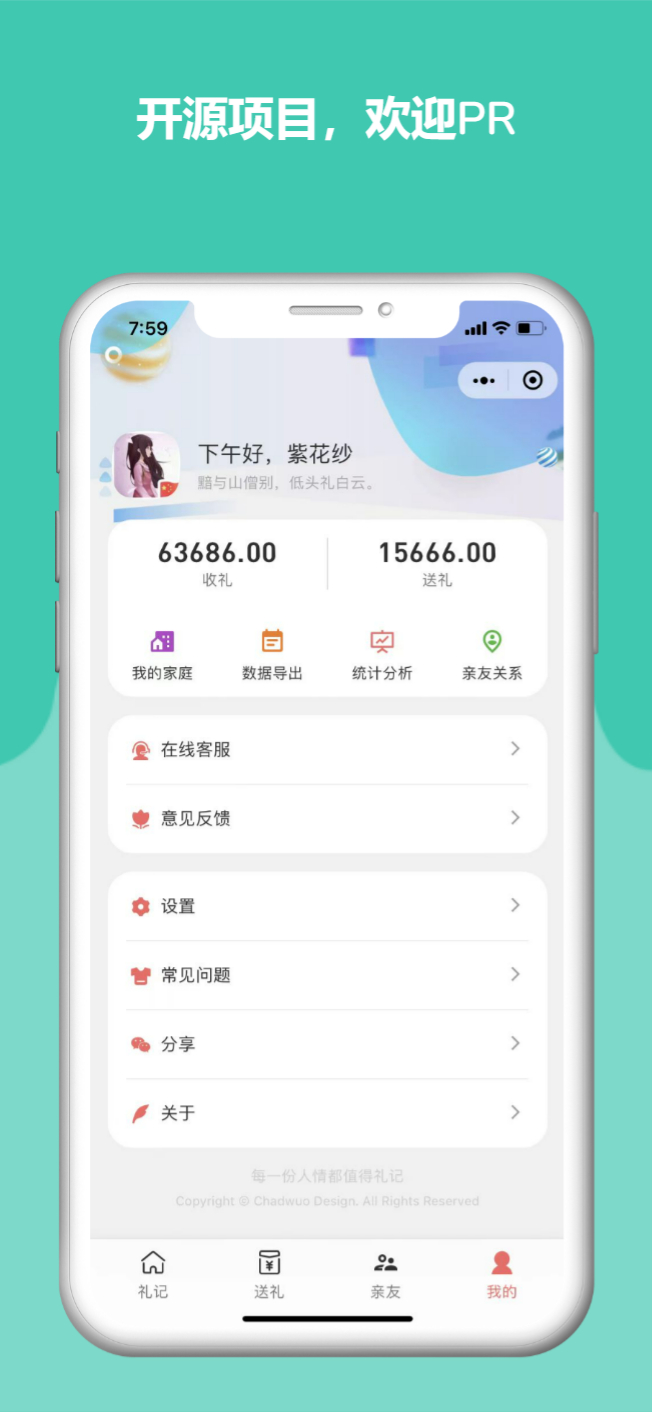 开源项目，欢迎PR
7:59
下午好，紫花纱
黯与山僧别，低头礼白云。
63686.00 15666.00
收礼 送礼
我的家庭 数据导出 统计分析 亲友关系
在线客服
意见反馈
设置
常见问题
分享
关于
每一份人情都值得礼记
Copyright © Chadwuo Design. All Rights Reserved
礼记 送礼 亲友 我的